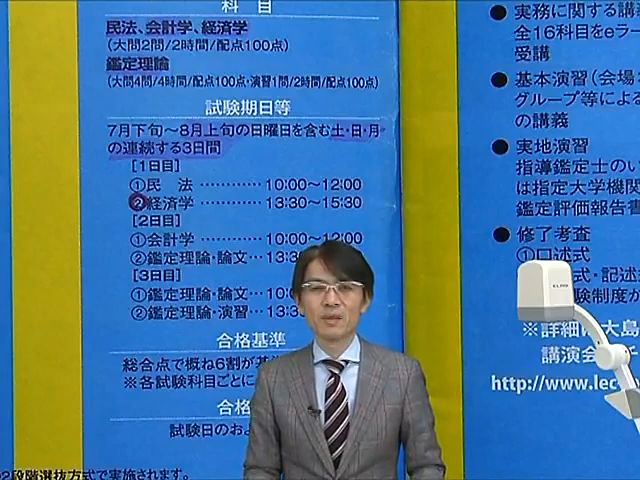 科目
民法、会計学、経済学
(大問2問/2時間/配点100点)
鑑定理論
(大問4問/4時間/配点100点・演習1問/2時間/配点100点)
試験期日等
7月下旬～8月上旬の日曜日を含む土・日・月
の連続する3日間
[1日目]
①民 法 ………… 10:00～12:00
②経済学 ………… 13:30～15:30
[2日目]
①会計学 ………… 10:00～12:00
②鑑定理論・論文… 13:3
[3日目]
①鑑定理論・論文… 10:0
②鑑定理論・演習… 13:3
合格基準
総合点で概ね6割が基準
※各試験科目ごとに
合格
試験日のおよ
2段階選抜方式で実施されます。
● 実務に関する講義
全16科目をeラー
受講
● 基本演習(会場
グループ等による
の講義
● 実地演習
指導鑑定士のい
は指定大学機関
鑑定評価報告書
● 修了考査
①口述式
式・記述
験制度が
※詳細は大島
講演会
http://www.lec
ELMO